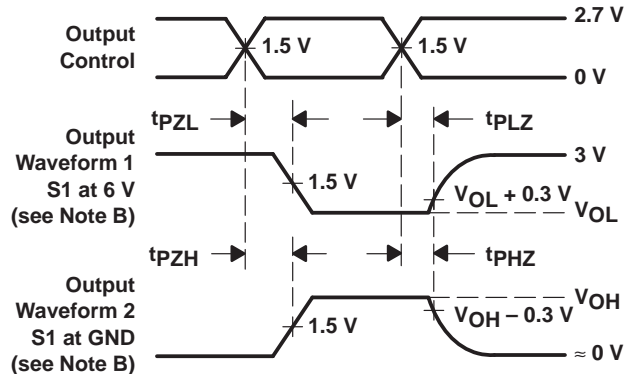 Output
Control
1.5 V
1.5 V
2.7 V
0 V
tPZL
tPLZ
Output
Waveform 1
S1 at 6 V
(see Note B)
1.5 V
3 V
VOL + 0.3 V
VOL
tPZH
tPHZ
Output
Waveform 2
S1 at GND
(see Note B)
1.5 V
VOH
VOH – 0.3 V
≈ 0 V